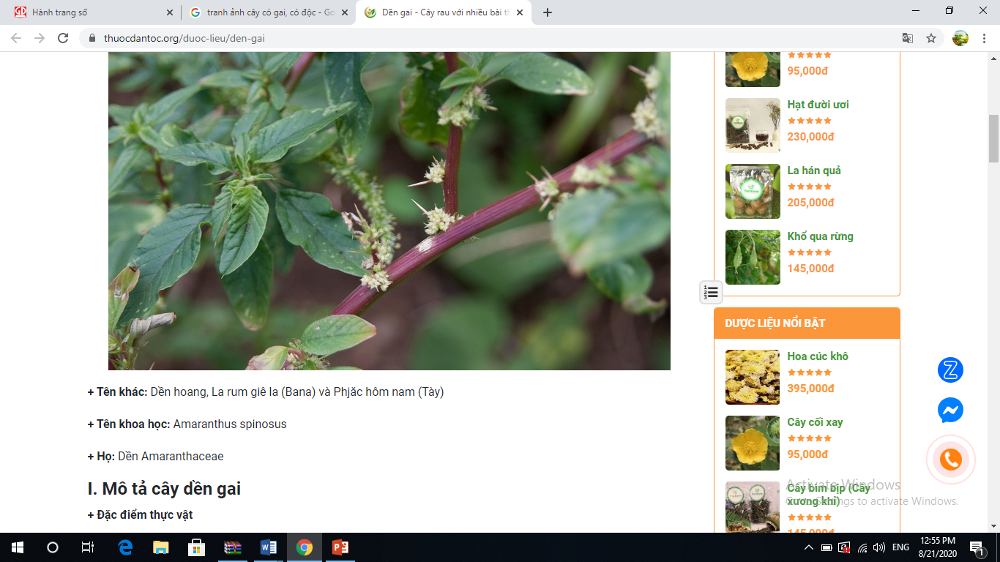 Hành trang số
tranh ảnh cây có gai, có độc - Go
Dền gai - Cây rau với nhiều bài th
thuocdantoc.org/duoc-lieu/den-gai
95,000đ
Hạt đười ươi
230,000đ
La hán quả
205,000đ
Khổ qua rừng
145,000đ
DƯỢC LIỆU NỔI BẬT
Hoa cúc khô
395,000đ
Cây cối xay
95,000đ
Cây bìm bịp (Cây
xương khỉ)
145,000đ
+ Tên khác: Dền hoang, La rum giê la (Bana) và Phjăc hôm nam (Tày)
+ Tên khoa học: Amaranthus spinosus
+ Họ: Dền Amaranthaceae
I. Mô tả cây dền gai
+ Đặc điểm thực vật
Activate Windows
Go to Settings to activate Windows.
ENG
12:55 PM
8/21/2020
1